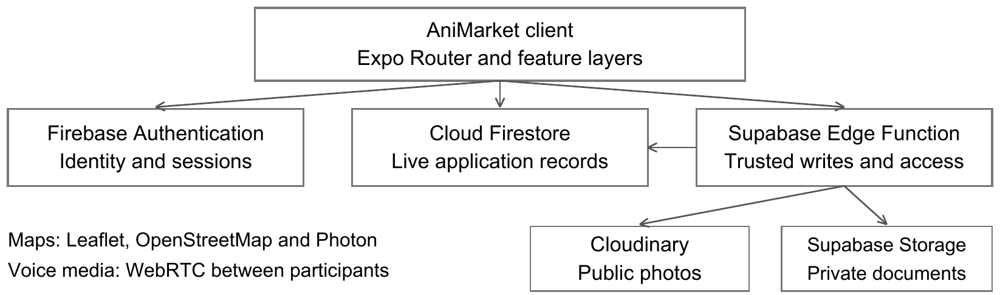 AniMarket client
Expo Router and feature layers
Firebase Authentication
Identity and sessions
Cloud Firestore
Live application records
Supabase Edge Function
Trusted writes and access
Maps: Leaflet, OpenStreetMap and Photon
Voice media: WebRTC between participants
Cloudinary
Public photos
Supabase Storage
Private documents